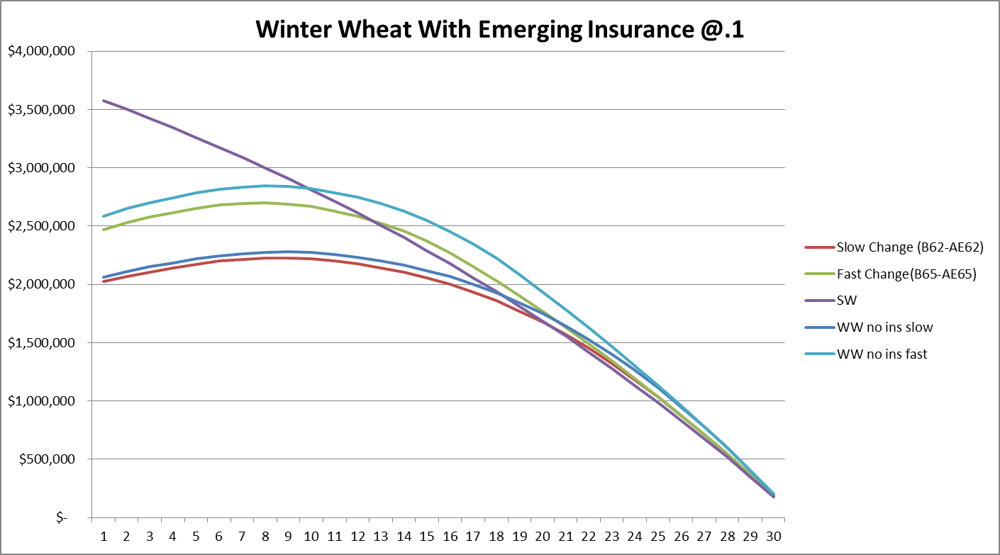 Winter Wheat With Emerging Insurance @.1
$4,000,000
$3,500,000
$3,000,000
$2,500,000
$2,000,000
$1,500,000
$1,000,000
$500,000
$-
1 2 3 4 5 6 7 8 9 10 11 12 13 14 15 16 17 18 19 20 21 22 23 24 25 26 27 28 29 30
Slow Change (B62-AE62)
Fast Change(B65-AE65)
SW
WW no ins slow
WW no ins fast